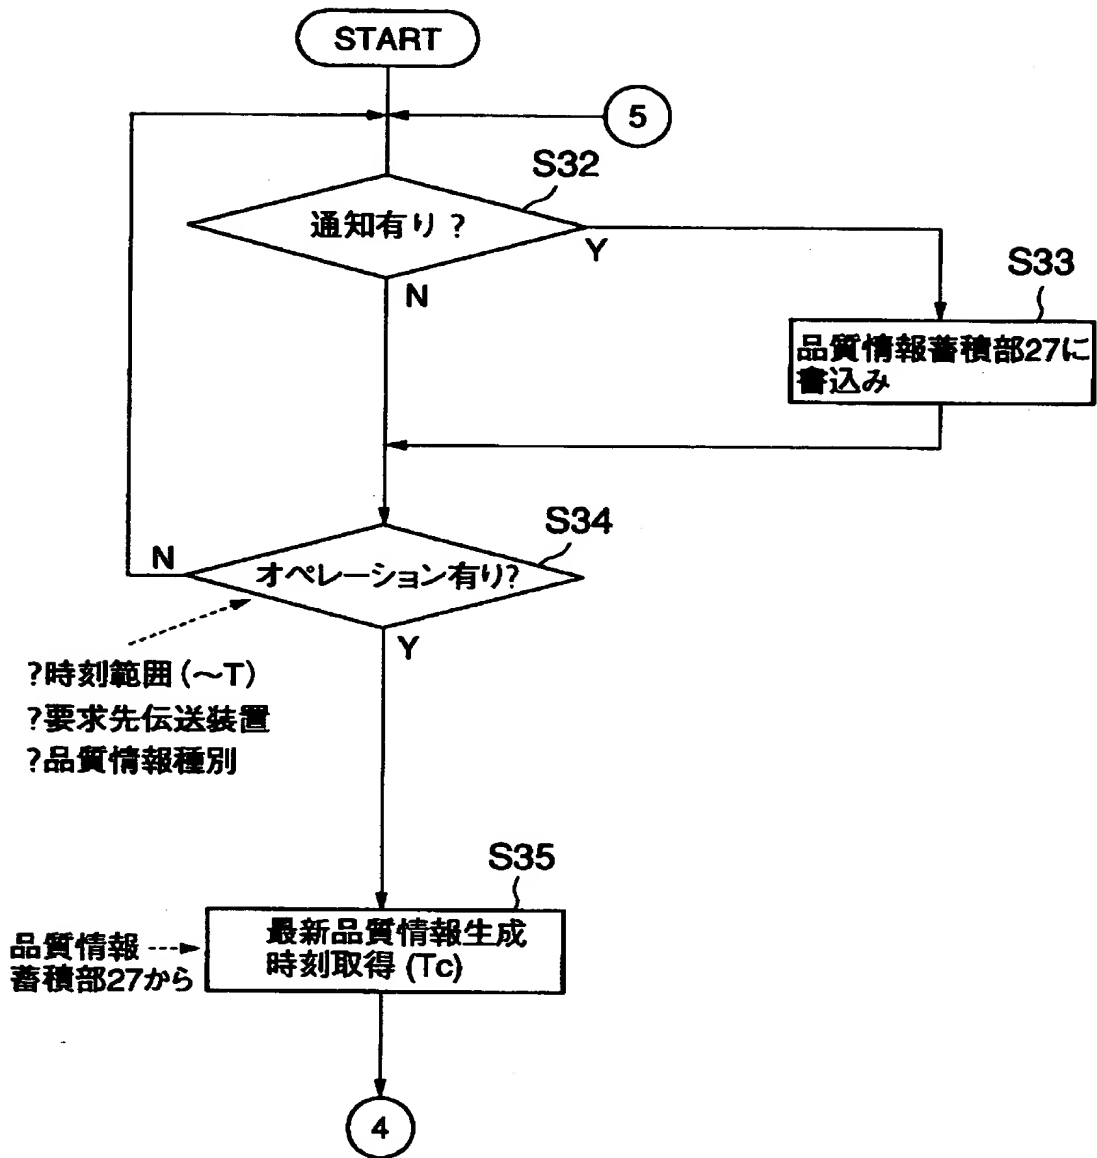 START
5
S32
通知有り ?
Y
N
S33
品質情報蓄積部27に
書込み
S34
N
オペレーション有り?
Y
?時刻範囲 (～T)
?要求先伝送装置
?品質情報種別
S35
品質情報
蓄積部27から
最新品質情報生成
時刻取得 (Tc)
4